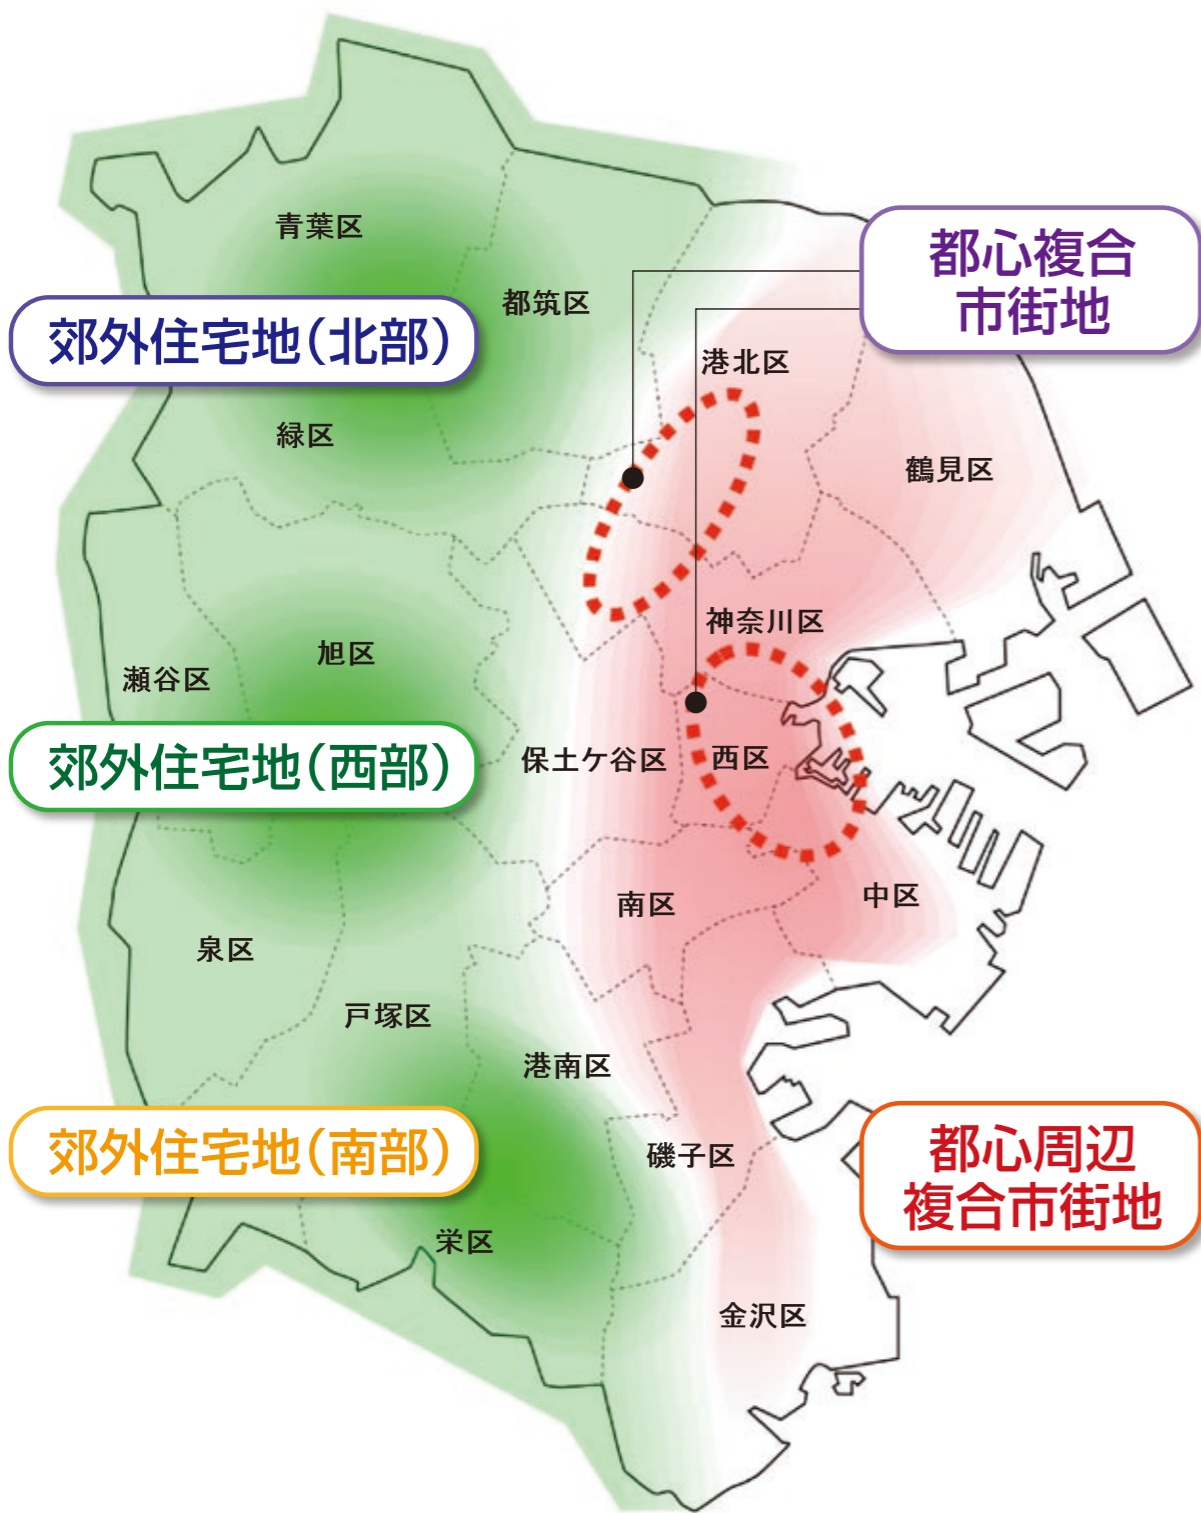 青葉区
都筑区
都心複合
市街地
郊外住宅地（北部）
港北区
緑区
鶴見区
神奈川区
旭区
瀬谷区
郊外住宅地（西部）
保土ケ谷区
西区
南区
中区
泉区
戸塚区
港南区
郊外住宅地（南部）
磯子区
都心周辺
複合市街地
栄区
金沢区